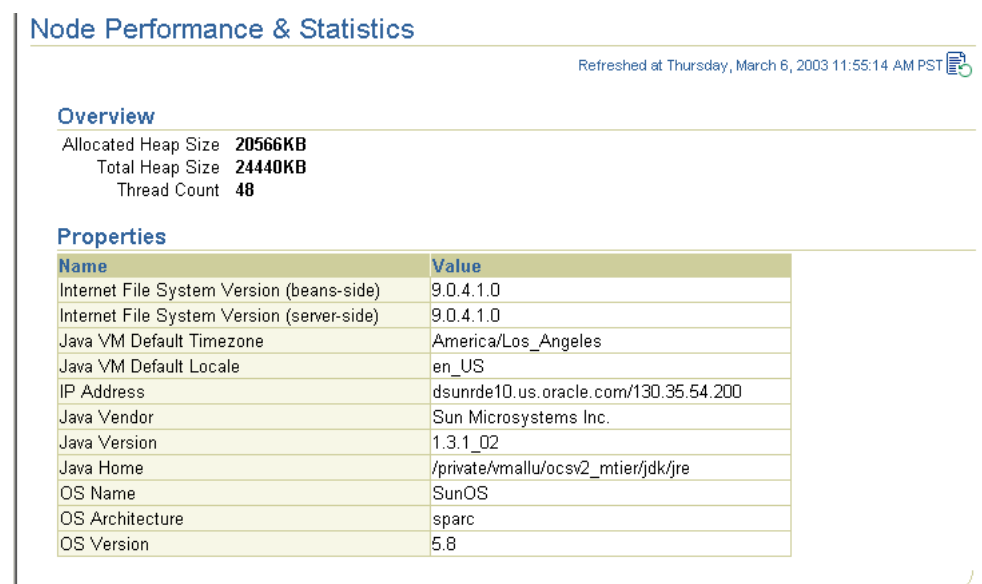 Node Performance & Statistics
Refreshed at Thursday, March 6, 2003 11:55:14 AM PST
Overview
Allocated Heap Size 20566KB
Total Heap Size 24440KB
Thread Count 48
Properties
Name Value
Internet File System Version (beans-side) 9.0.4.1.0
Internet File System Version (server-side) 9.0.4.1.0
Java VM Default Timezone America/Los_Angeles
Java VM Default Locale en_US
IP Address dsunrde10.us.oracle.com/130.35.54.200
Java Vendor Sun Microsystems Inc.
Java Version 1.3.1_02
Java Home /private/vmallu/ocsv2_mtier/jdk/jre
OS Name SunOS
OS Architecture sparc
OS Version 5.8